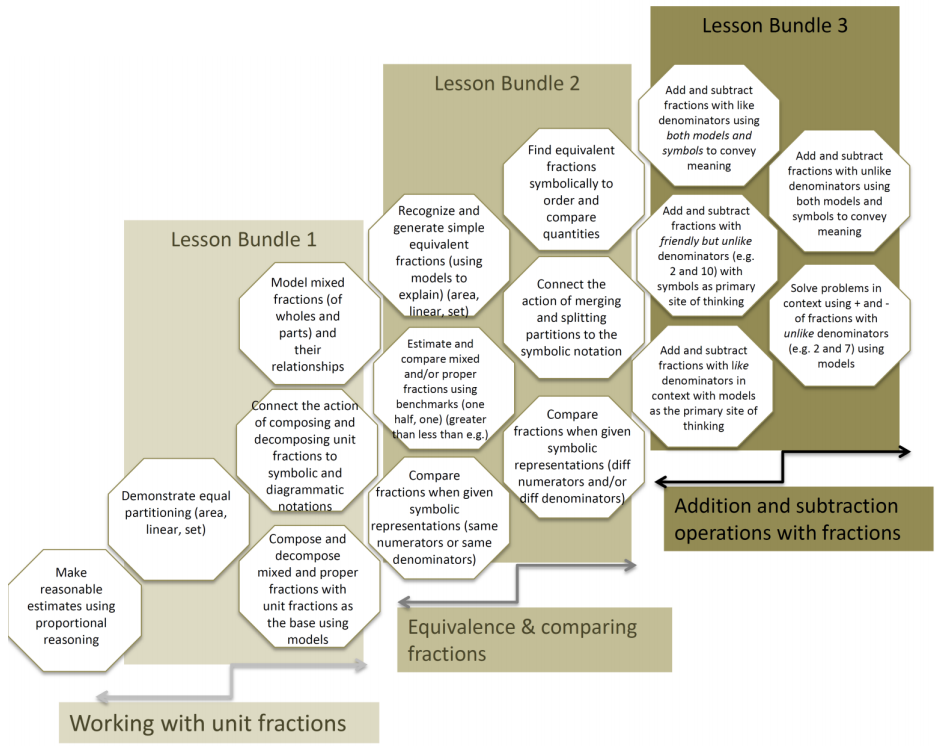 Lesson Bundle 1
Make
reasonable
estimates using
proportional
reasoning
Demonstrate equal
partitioning (area,
linear, set)
Model mixed
fractions (of
wholes and
parts) and
their
relationships
Connect the action
of composing and
decomposing unit
fractions to
symbolic and
diagrammatic
notations
Compose and
decompose
mixed and proper
fractions with
unit fractions as
the base using
models
Working with unit fractions
Lesson Bundle 2
Recognize and
generate simple
equivalent
fractions (using
models to
explain) (area,
linear, set)
Estimate and
compare mixed
and/or proper
fractions using
benchmarks (one
half, one) (greater
than less than e.g.)
Compare
fractions when given
symbolic
representations (same
numerators or same
denominators)
Find equivalent
fractions
symbolically to
order and
compare
quantities
Connect the
action of merging
and splitting
partitions to the
symbolic notation
Compare
fractions when given
symbolic
representations (diff
numerators and/or
diff denominators)
Equivalence & comparing
fractions
Lesson Bundle 3
Add and subtract
fractions with like
denominators using
both models and
symbols to convey
meaning
Add and subtract
fractions with
friendly but unlike
denominators (e.g.
2 and 10) with
symbols as primary
site of thinking
Add and subtract
fractions with like
denominators in
context with models
as the primary site of
thinking
Add and subtract
fractions with unlike
denominators using
both models and
symbols to convey
meaning
Solve problems in
context using + and -
of fractions with
unlike denominators
(e.g. 2 and 7) using
models
Addition and subtraction
operations with fractions